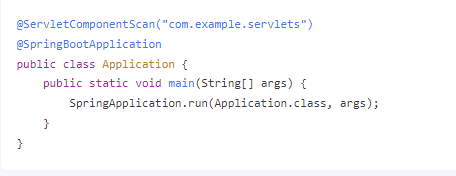 @ServletComponentScan("com.example.servlets")
@SpringBootApplication
public class Application {
    public static void main(String[] args) {
        SpringApplication.run(Application.class, args);
    }
}